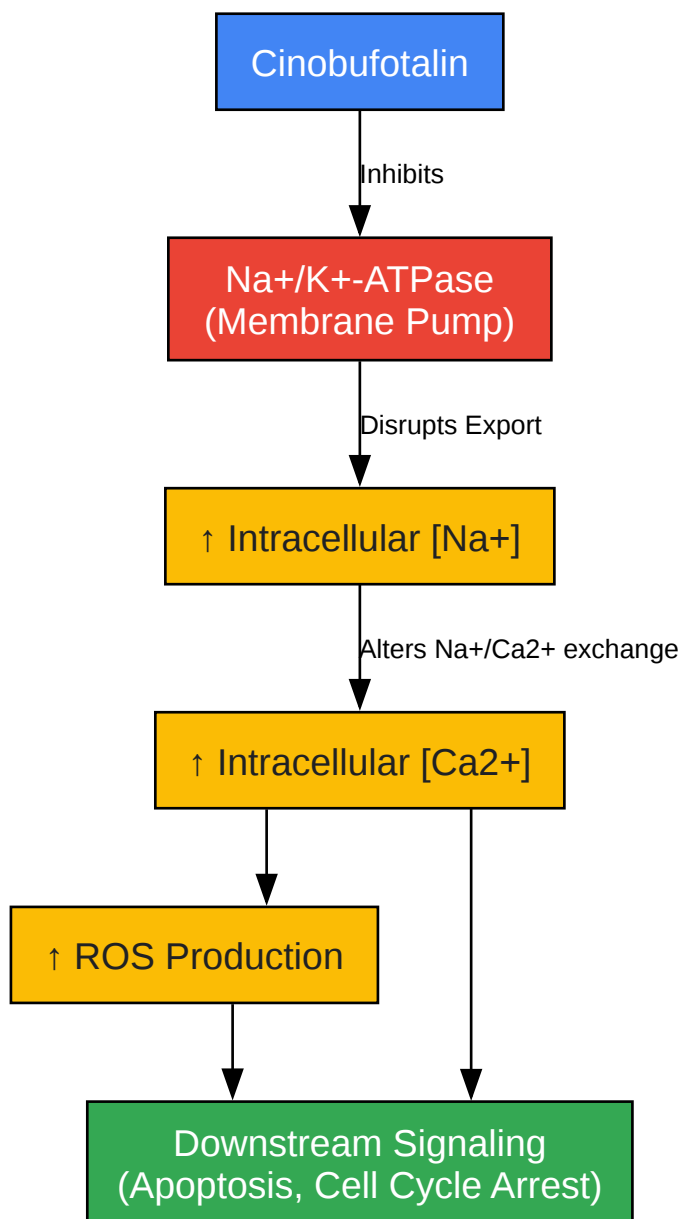 Cinobufotalin
Inhibits
Na+/K+-ATPase
(Membrane Pump)
Disrupts Export
↑ Intracellular [Na+]
Alters Na+/Ca2+ exchange
↑ Intracellular [Ca2+]
↑ ROS Production
Downstream Signaling
(Apoptosis, Cell Cycle Arrest)